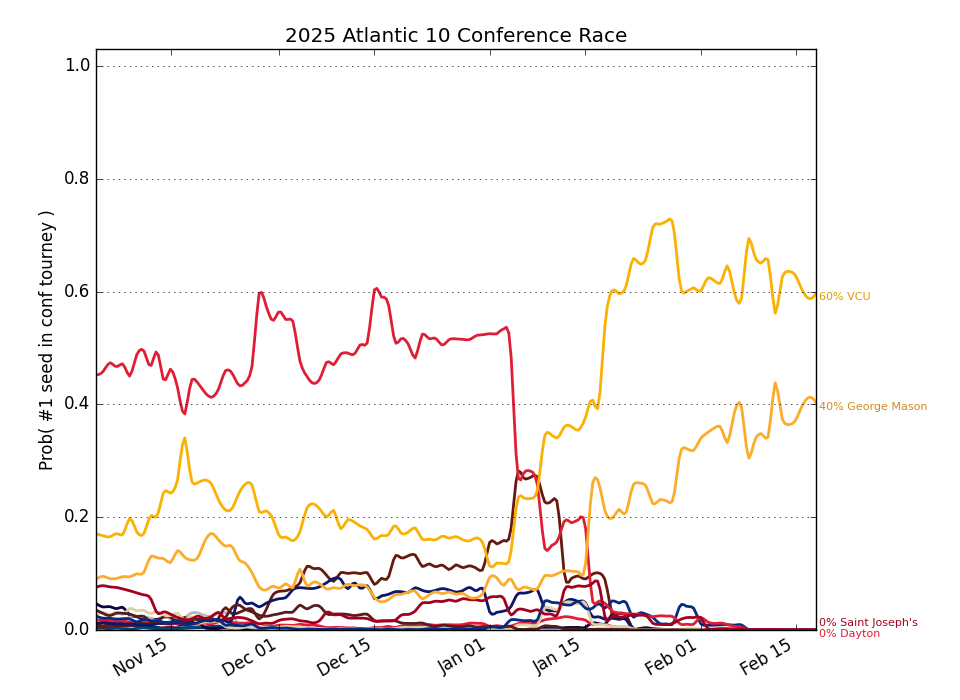 2025 Atlantic 10 Conference Race
Prob( #1 seed in conf tourney )
1.0
0.8
0.6
0.4
0.2
0.0
60% VCU
40% George Mason
0% Saint Joseph's
0% Dayton
Nov 15
Dec 01
Dec 15
Jan 01
Jan 15
Feb 01
Feb 15